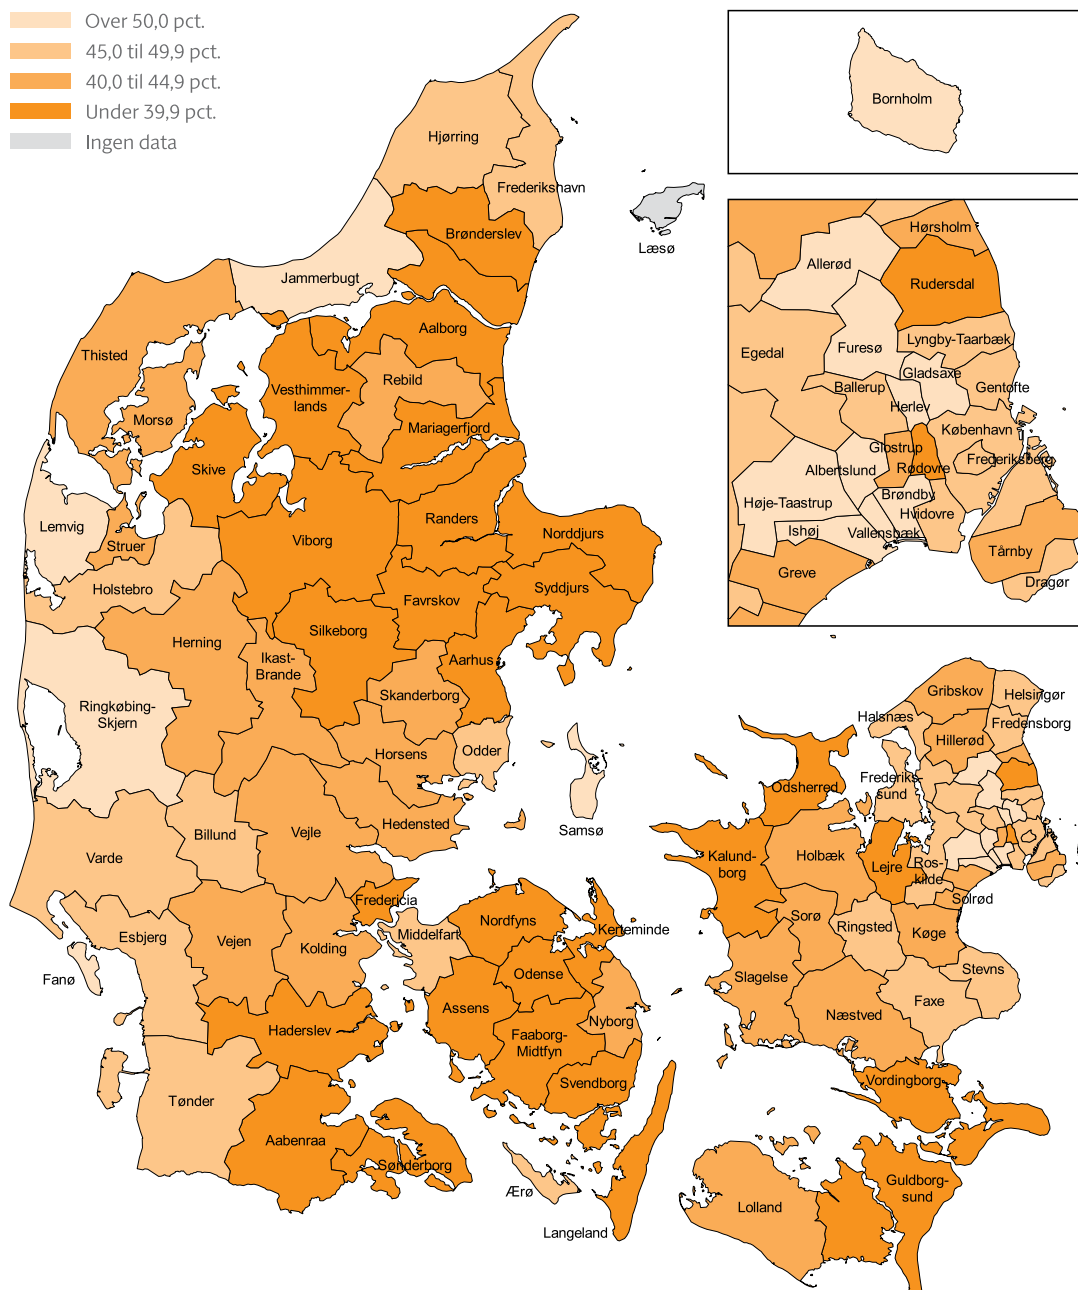 Over 50,0 pct.
45,0 til 49,9 pct.
40,0 til 44,9 pct.
Under 39,9 pct.
Ingen data
Hjørring
Frederikshavn
Brønderslev
Læsø
Jammerbugt
Aalborg
Thisted
Rebild
Vesthimmer-
lands
Morsø
Mariagerfjord
Skive
Lemvig
Randers
Struer
Viborg
Norddjurs
Holstebro
Favrskov
Syddjurs
Silkeborg
Herning
Ikast-
Brande
Aarhus
Skanderborg
Ringkøbing-
Skjern
Horsens
Odder
Samsø
Billund
Vejle
Hedensted
Varde
Fredericia
Esbjerg
Vejen
Kolding
Middelfart
Nordfyns
Kerteminde
Fanø
Odense
Assens
Haderslev
Faaborg-
Midtfyn
Nyborg
Svendborg
Tønder
Aabenraa
Sønderborg
Ærø
Langeland
Bornholm
Hørsholm
Allerød
Rudersdal
Egedal
Furesø
Lyngby-Taarbæk
Gladsaxe
Ballerup
Gentofte
Herlev
København
Glostrup
Frederiksberg
Albertslund
Rødovre
Høje-Taastrup
Brøndby
Hvidovre
Ishøj
Vallensbæk
Tårnby
Greve
Dragør
Gribskov
Helsingør
Halsnæs
Fredensborg
Hillerød
Frederiks-
sund
Odsherred
Kalund-
borg
Holbæk
Lejre
Ros-
kilde
Solrød
Sorø
Ringsted
Køge
Slagelse
Stevns
Faxe
Næstved
Vordingborg
Guldborg-
sund
Lolland